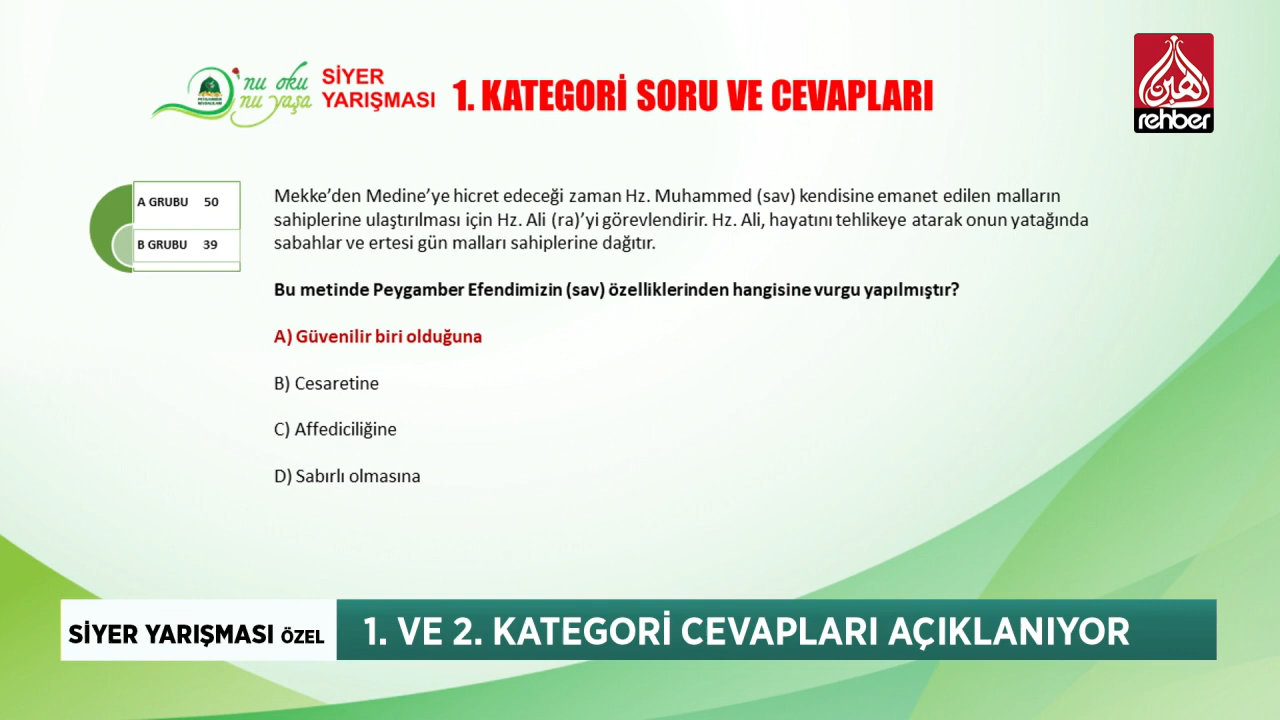 O'nu oku
O'nu yaşa
SİYER
YARIŞMASI
1. KATEGORİ SORU VE CEVAPLARI
rehber
A GRUBU 50
B GRUBU 39
Mekke’den Medine’ye hicret edeceği zaman Hz. Muhammed (sav) kendisine emanet edilen malların
sahiplerine ulaştırılması için Hz. Ali (ra)’yi görevlendirir. Hz. Ali, hayatını tehlikeye atarak onun yatağında
sabahlar ve ertesi gün malları sahiplerine dağıtır.
Bu metinde Peygamber Efendimizin (sav) özelliklerinden hangisine vurgu yapılmıştır?
A) Güvenilir biri olduğuna
B) Cesaretine
C) Affediciliğine
D) Sabırlı olmasına
SİYER YARIŞMASI ÖZEL
1. VE 2. KATEGORİ CEVAPLARI AÇIKLANIYOR